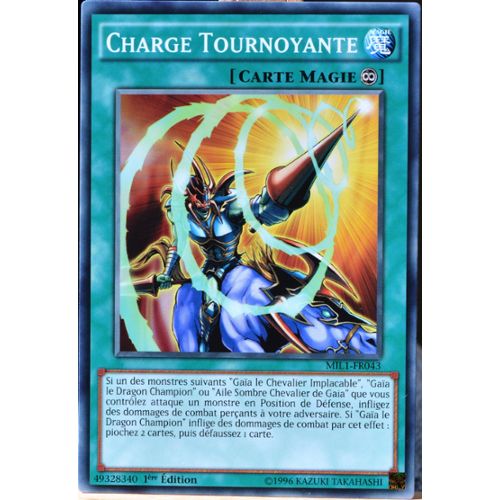 CHARGE TOURNOYANTE
MAGIE
魔
[CARTE MAGIE]
MIL1-FR043
Si un des monstres suivants "Gaïa le Chevalier Implacable", "Gaïa
le Dragon Champion" ou "Aile Sombre Chevalier de Gaia" que vous
contrôlez attaque un monstre en Position de Défense, infligez
des dommages de combat perçants à votre adversaire. Si "Gaïa
le Dragon Champion" inflige des dommages de combat par cet effet :
piochez 2 cartes, puis défaussez 1 carte.
49328340 1ère Édition ©1996 KAZUKI TAKAHASHI